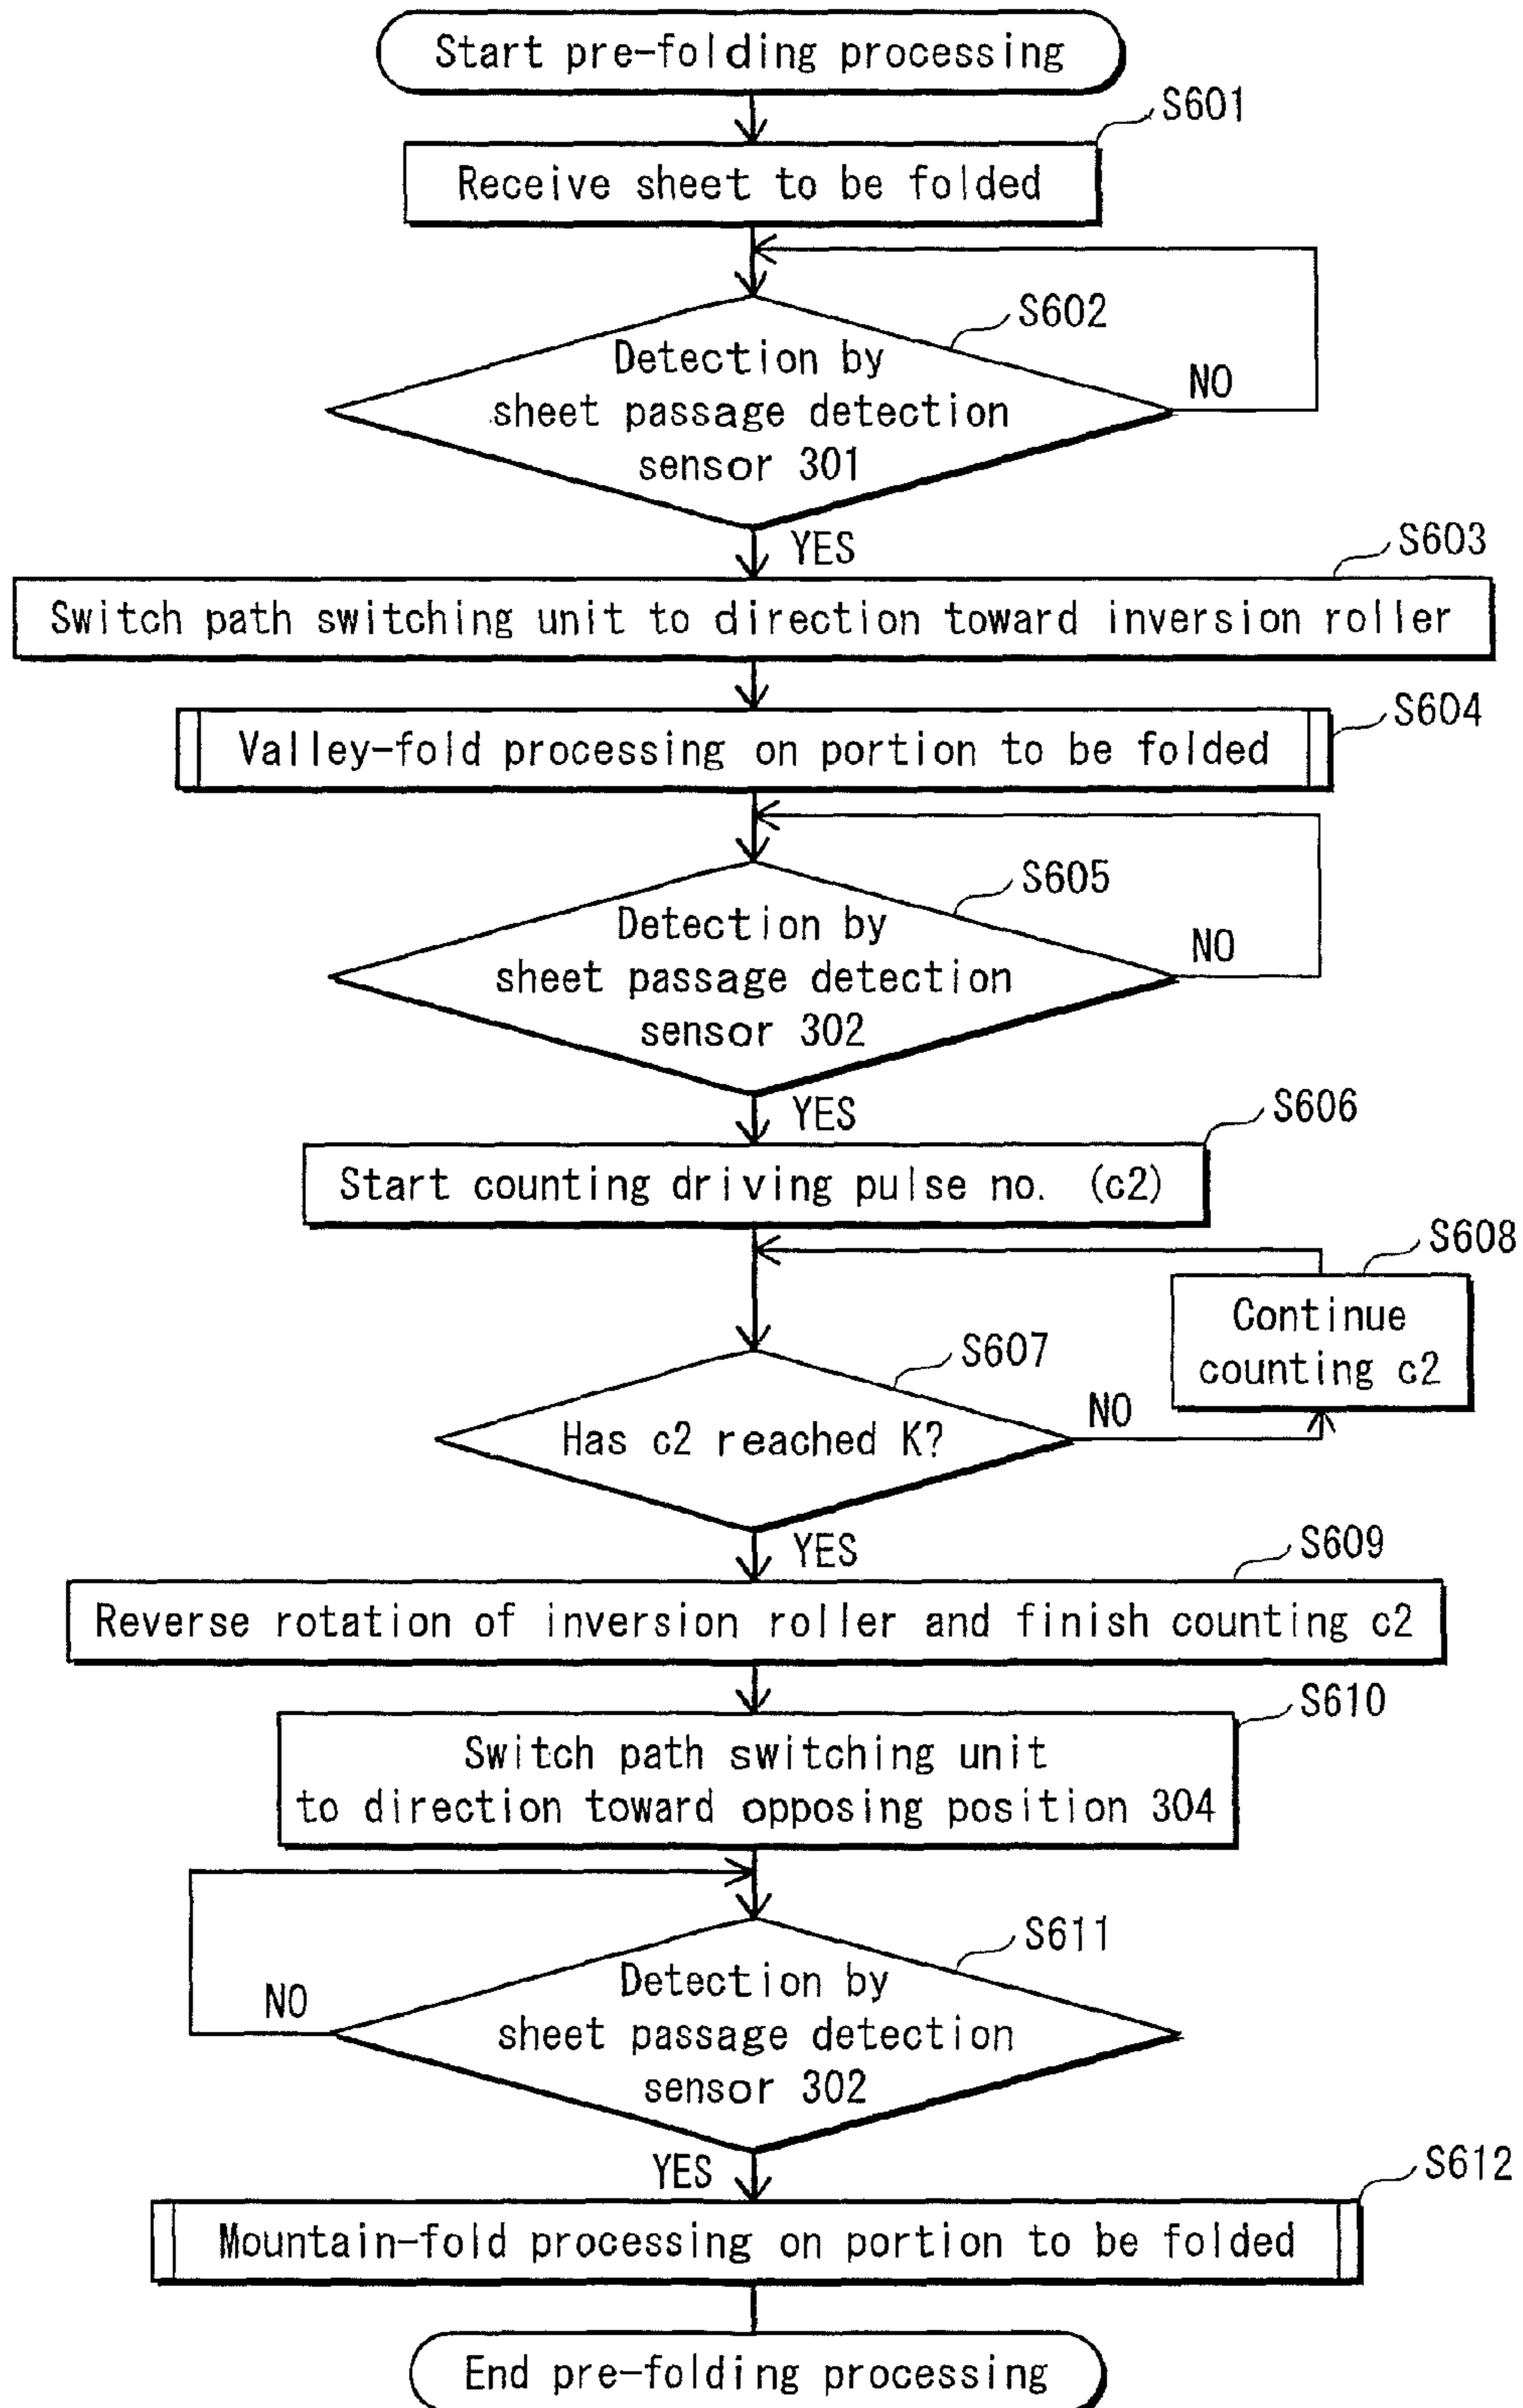 Start pre-folding processing
S601
Receive sheet to be folded
S602
Detection by
sheet passage detection
sensor 301
NO
YES
S603
Switch path switching unit to direction toward inversion roller
S604
Valley-fold processing on portion to be folded
S605
Detection by
sheet passage detection
sensor 302
NO
YES
S606
Start counting driving pulse no. (c2)
S608
Continue
counting c2
S607
Has c2 reached K?
NO
YES
S609
Reverse rotation of inversion roller and finish counting c2
S610
Switch path switching unit
to direction toward opposing position 304
S611
Detection by
sheet passage detection
sensor 302
NO
YES
S612
Mountain-fold processing on portion to be folded
End pre-folding processing